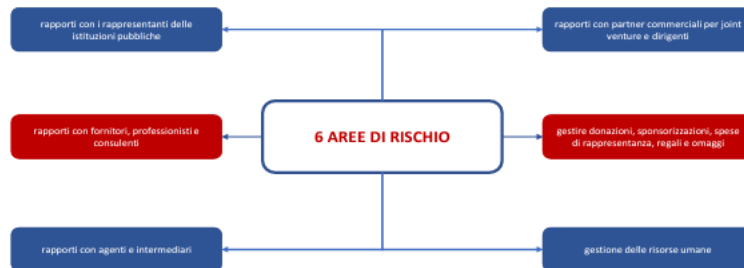 rapporti con i rappresentanti delle
istituzioni pubbliche
rapporti con partner commerciali per joint
venture e dirigenti
rapporti con fornitori, professionisti e
consulenti
6 AREE DI RISCHIO
gestire donazioni, sponsorizzazioni, spese
di rappresentanza, regali e omaggi
rapporti con agenti e intermediari
gestione delle risorse umane